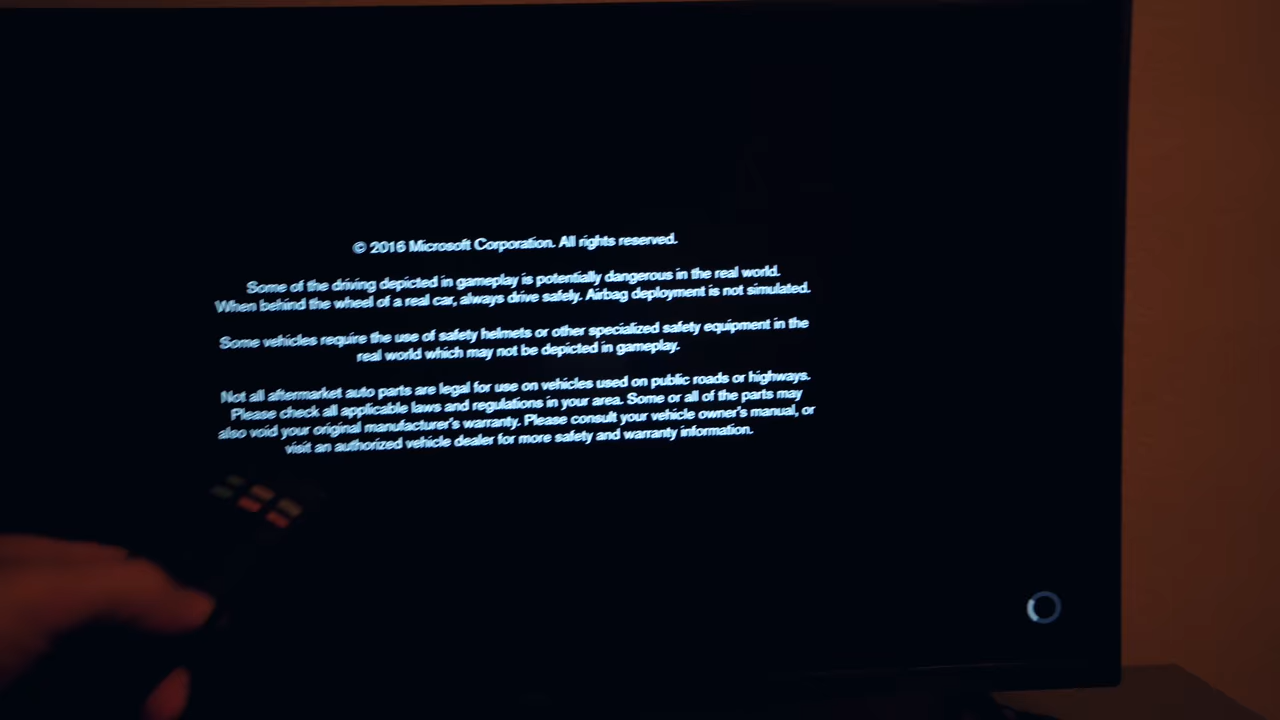 © 2016 Microsoft Corporation. All rights reserved.
Some of the driving depicted in gameplay is potentially dangerous in the real world.
When behind the wheel of a real car, always drive safely. Airbag deployment is not simulated.
Some vehicles require the use of safety helmets or other specialized safety equipment in the
real world which may not be depicted in gameplay.
Not all aftermarket auto parts are legal for use on vehicles used on public roads or highways.
Please check all applicable laws and regulations in your area. Some or all of the parts may
also void your original manufacturer's warranty. Please consult your vehicle owner's manual, or
visit an authorized vehicle dealer for more safety and warranty information.